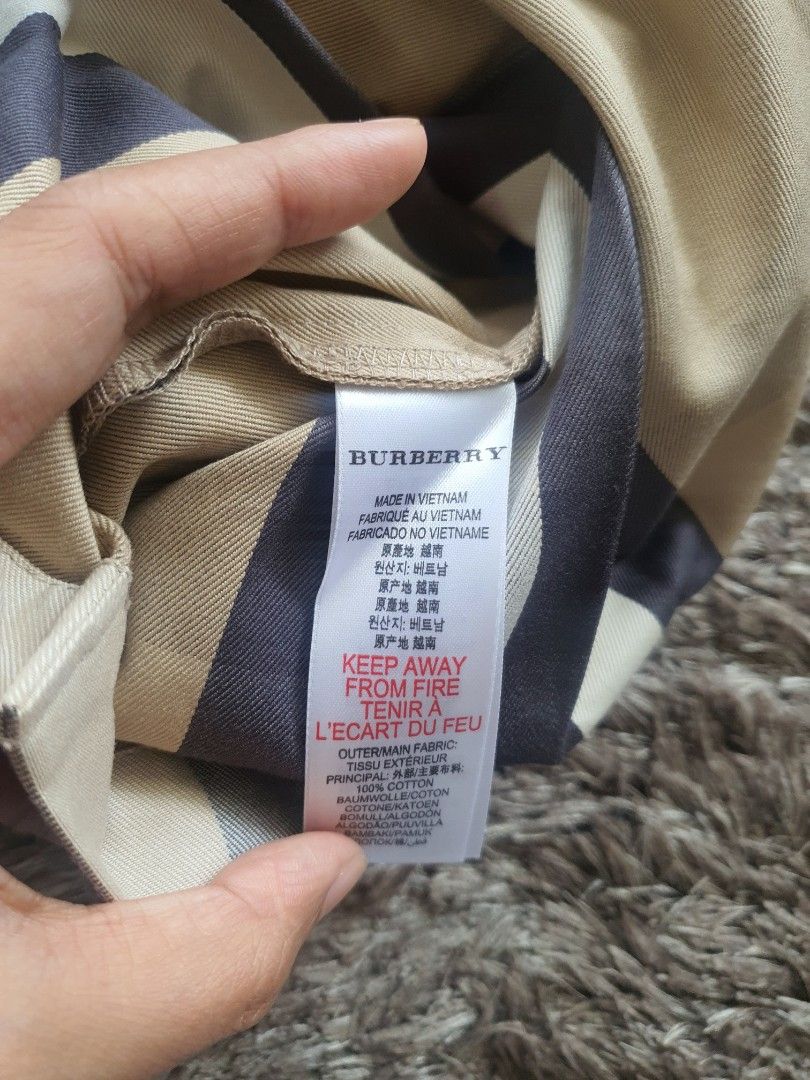 BURBERRY
MADE IN VIETNAM
FABRIQUÉ AU VIETNAM
FABRICADO NO VIETNAME
原產地 越南
원산지: 베트남
原产地 越南
原產地 越南
원산지: 베트남
原产地 越南
KEEP AWAY
FROM FIRE
TENIR À
L'ECART DU FEU
OUTER/MAIN FABRIC:
TISSU EXTÉRIEUR
PRINCIPAL: 外部/主要布料:
100% COTTON
BAUMWOLLE/COTON
COTONE/KATOEN
BOMULL/ALGODÓN
ALGODÃO/PUUVILLA
BAMBAKI/PAMUK